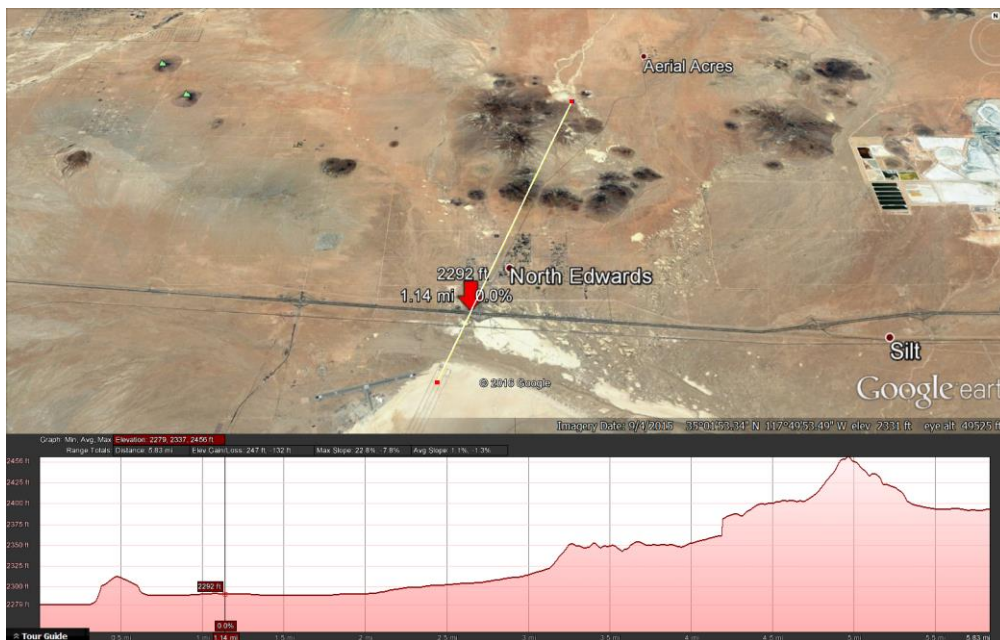 N
Aerial Acres
2292 ft
North Edwards
1.14 mi
0.0%
Silt
© 2016 Google
Google eart
Imagery Date: 9/4/2015 35°01'53.34" N 117°49'53.49" W elev 2331 ft eye alt 49525 ft
Graph: Min, Avg, Max Elevation: 2279, 2337, 2456 ft
Range Totals: Distance: 5.83 mi Elev Gain/Loss: 247 ft, -132 ft Max Slope: 22.8%, -7.8% Avg Slope: 1.1%, -1.3%
2456 ft
2425 ft
2400 ft
2375 ft
2350 ft
2325 ft
2300 ft
2279 ft
2292 ft
0.0%
Tour Guide
0.5 mi 1 mi 1.14 mi 1.5 mi 2 mi 2.5 mi 3 mi 3.5 mi 4 mi 4.5 mi 5 mi 5.5 mi 5.83 mi